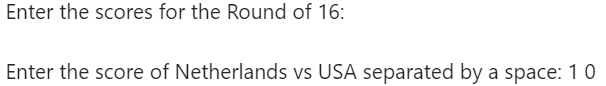 Enter the scores for the Round of 16:
Enter the score of Netherlands vs USA separated by a space: 1 0